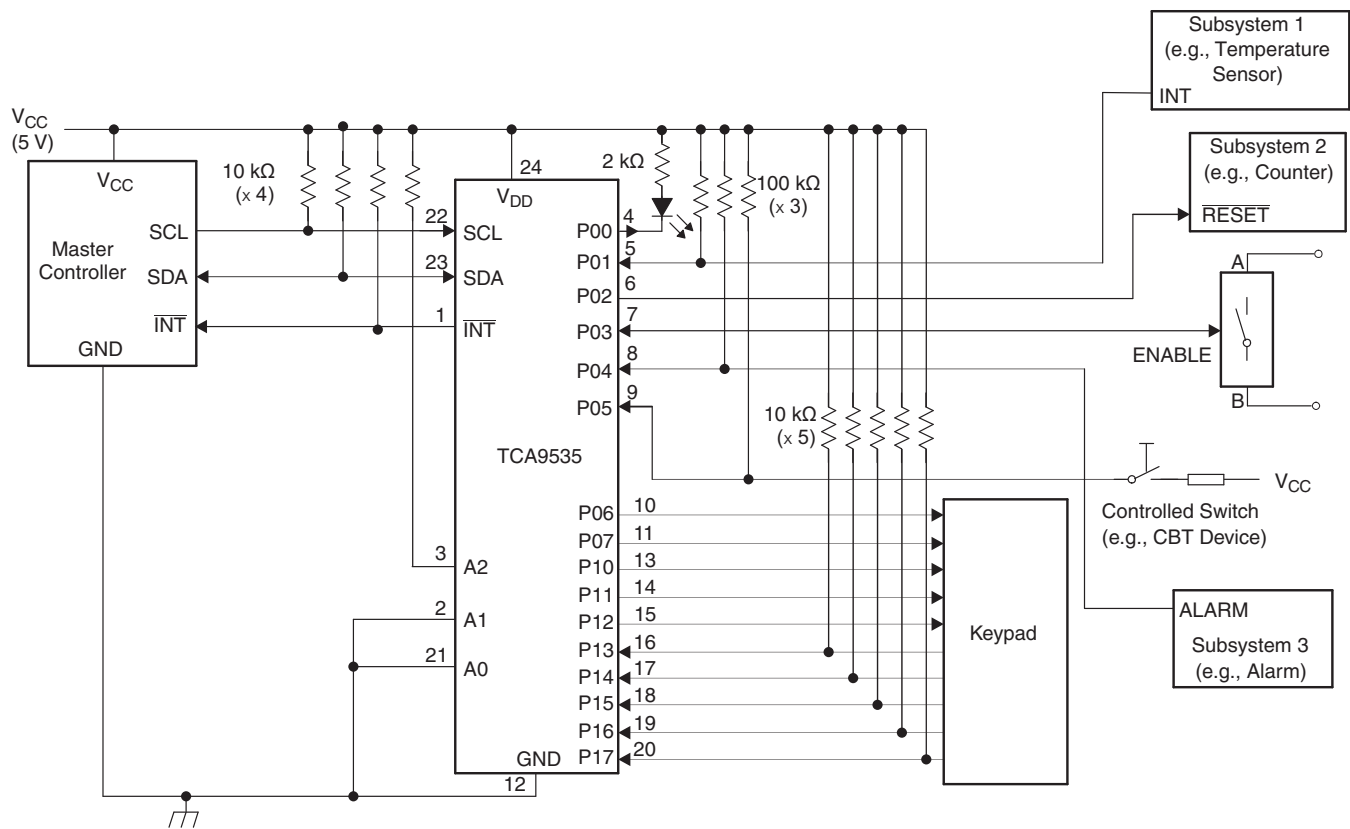 V_CC
(5 V)
V_CC
Master
Controller
SCL
SDA
INT
GND
10 kΩ
(x 4)
22
23
1
3
2
21
24
V_DD
SCL
SDA
INT
A2
A1
A0
GND
12
TCA9535
P00
P01
P02
P03
P04
P05
P06
P07
P10
P11
P12
P13
P14
P15
P16
P17
4
5
6
7
8
9
10
11
13
14
15
16
17
18
19
20
2 kΩ
100 kΩ
(x 3)
10 kΩ
(x 5)
Keypad
Subsystem 1
(e.g., Temperature
Sensor)
INT
Subsystem 2
(e.g., Counter)
RESET
A
ENABLE
B
V_CC
Controlled Switch
(e.g., CBT Device)
ALARM
Subsystem 3
(e.g., Alarm)